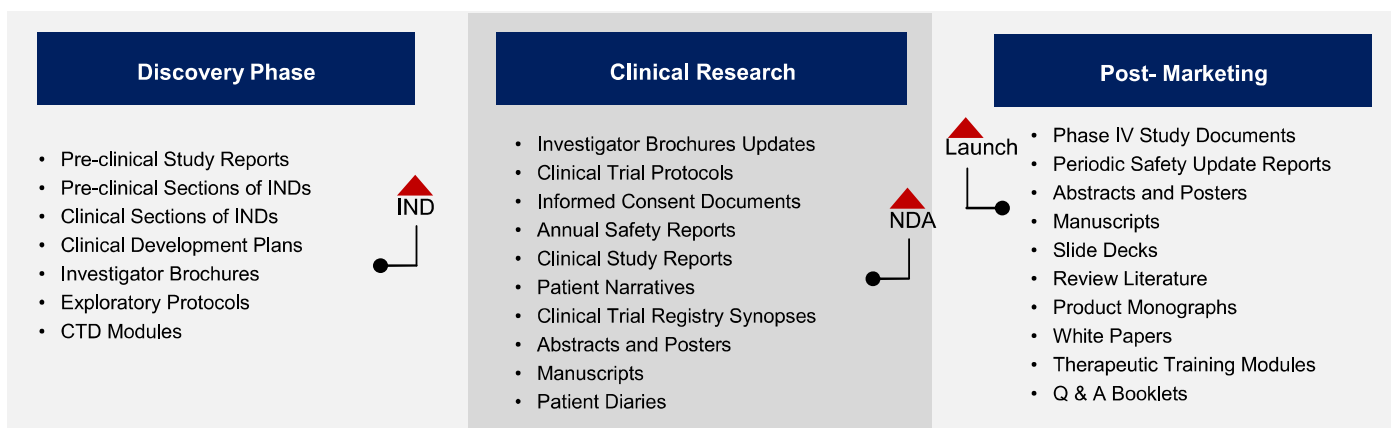 Discovery Phase
• Pre-clinical Study Reports
• Pre-clinical Sections of INDs
• Clinical Sections of INDs
• Clinical Development Plans
• Investigator Brochures
• Exploratory Protocols
• CTD Modules
IND
Clinical Research
• Investigator Brochures Updates
• Clinical Trial Protocols
• Informed Consent Documents
• Annual Safety Reports
• Clinical Study Reports
• Patient Narratives
• Clinical Trial Registry Synopses
• Abstracts and Posters
• Manuscripts
• Patient Diaries
NDA
Post- Marketing
Launch
• Phase IV Study Documents
• Periodic Safety Update Reports
• Abstracts and Posters
• Manuscripts
• Slide Decks
• Review Literature
• Product Monographs
• White Papers
• Therapeutic Training Modules
• Q & A Booklets